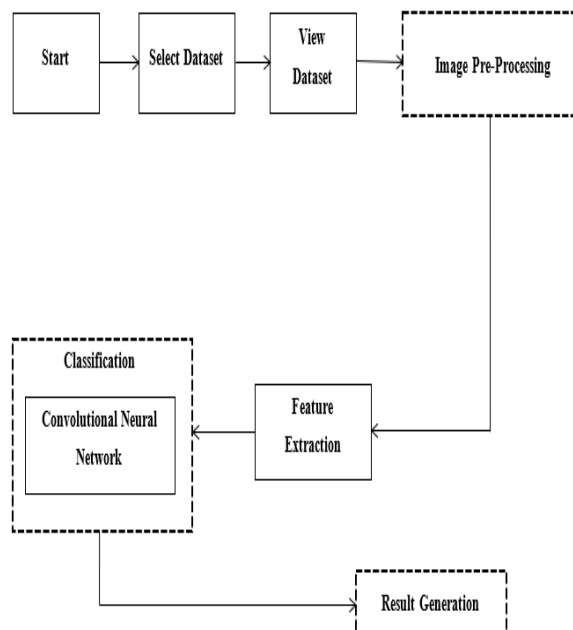 Start
Select Dataset
View
Dataset
Image Pre-Processing
Classification
Convolutional Neural
Network
Feature
Extraction
Result Generation